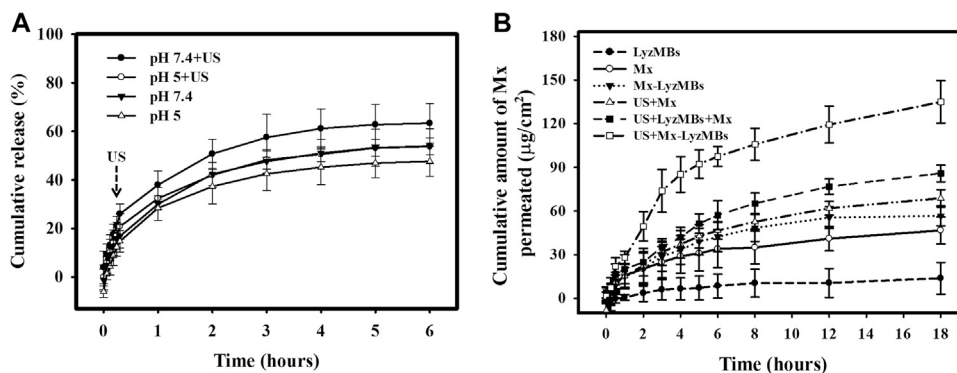 A
Cumulative release (%)
100
80
60
40
20
0
pH 7.4+US
pH 5+US
pH 7.4
pH 5
US
0 1 2 3 4 5 6
Time (hours)
B
Cumulative amount of Mx
permeated (μg/cm²)
180
150
120
90
60
30
0
LyzMBs
Mx
Mx-LyzMBs
US+Mx
US+LyzMBs+Mx
US+Mx-LyzMBs
0 2 4 6 8 10 12 14 16 18
Time (hours)